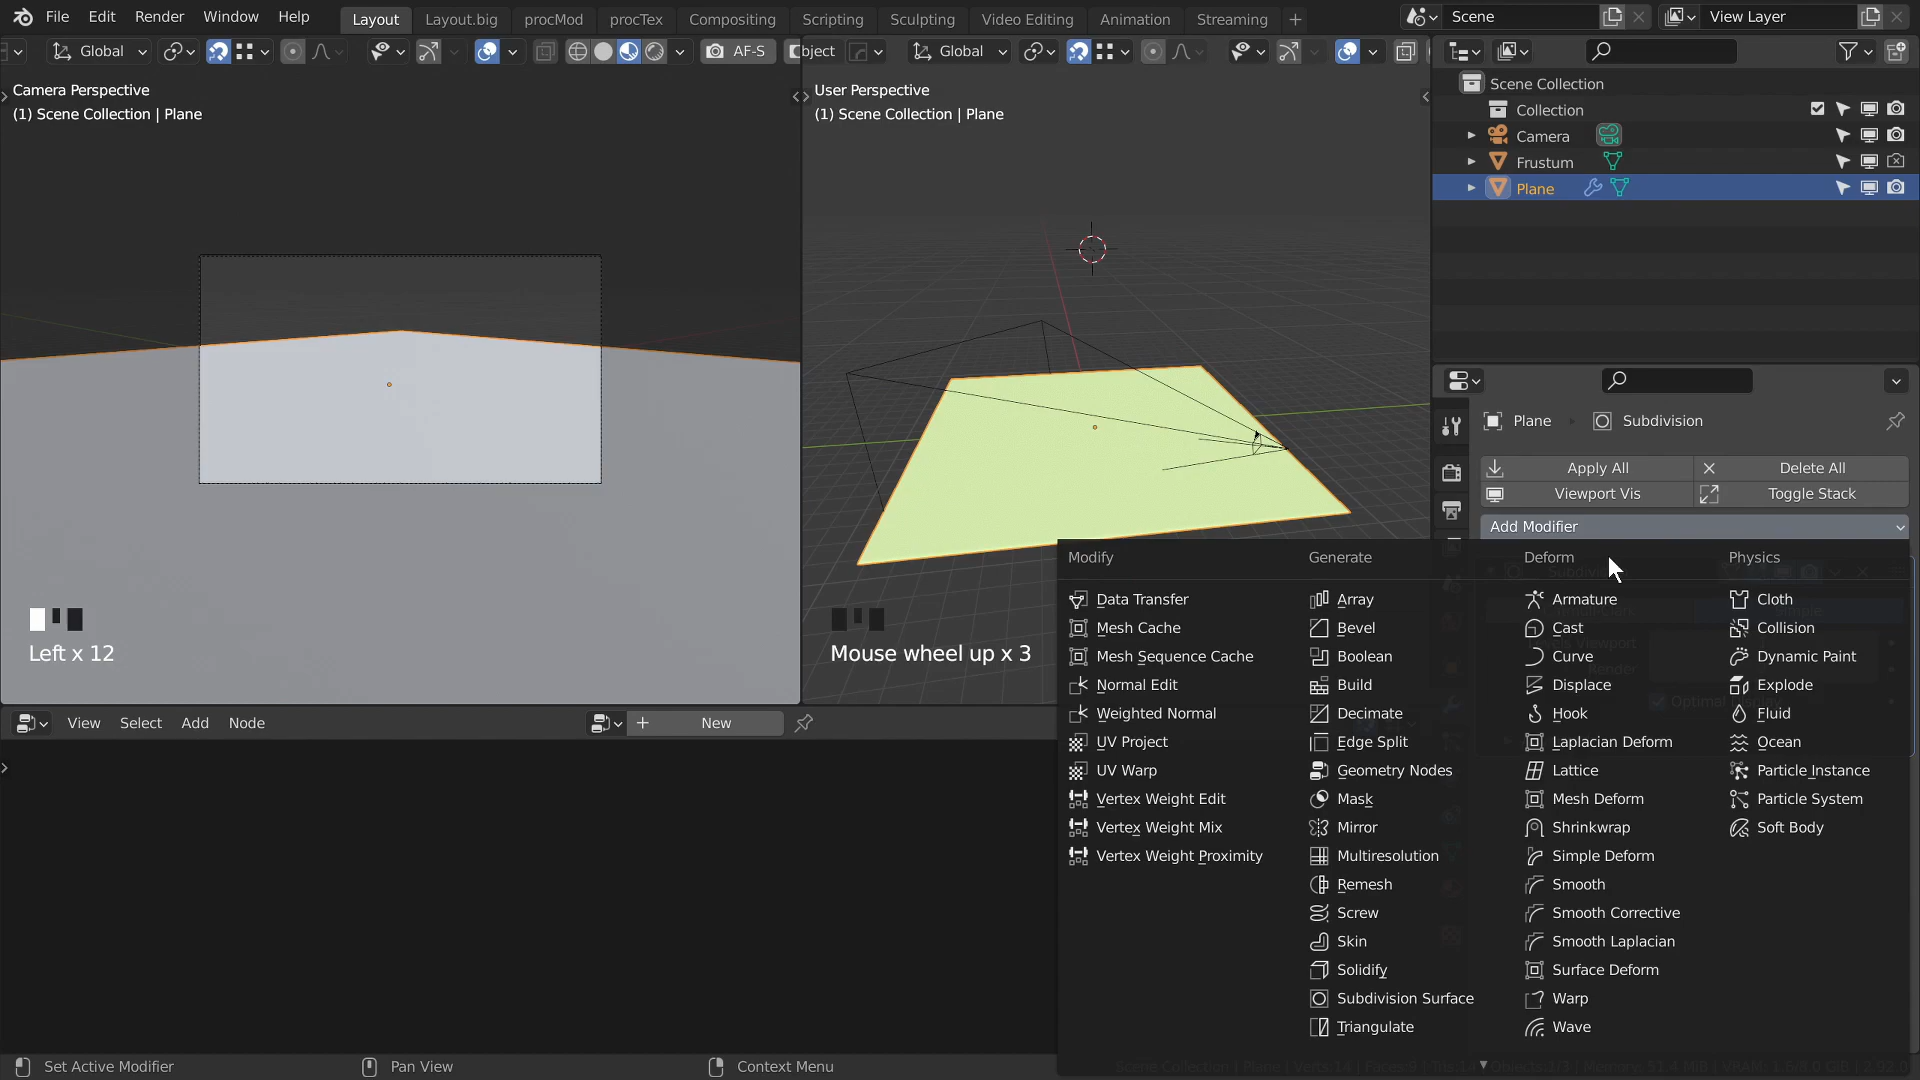 File Edit Render Window Help Layout Layout.big procMod procTex Compositing Scripting Sculpting Video Editing Animation Streaming + Scene View Layer
Global AF-S bject Global
Camera Perspective
(1) Scene Collection | Plane
User Perspective
(1) Scene Collection | Plane
Scene Collection
Collection
Camera
Frustum
Plane
Plane Subdivision
Apply All Delete All
Viewport Vis Toggle Stack
Add Modifier
Modify Generate Deform Physics
Data Transfer Array Armature Cloth
Mesh Cache Bevel Cast Collision
Mesh Sequence Cache Boolean Curve Dynamic Paint
Normal Edit Build Displace Explode
Weighted Normal Decimate Hook Fluid
UV Project Edge Split Laplacian Deform Ocean
UV Warp Geometry Nodes Lattice Particle Instance
Vertex Weight Edit Mask Mesh Deform Particle System
Vertex Weight Mix Mirror Shrinkwrap Soft Body
Vertex Weight Proximity Multiresolution Simple Deform
Remesh Smooth
Screw Smooth Corrective
Skin Smooth Laplacian
Solidify Surface Deform
Subdivision Surface Warp
Triangulate Wave
Left x 12
Mouse wheel up x 3
View Select Add Node New
Set Active Modifier Pan View Context Menu